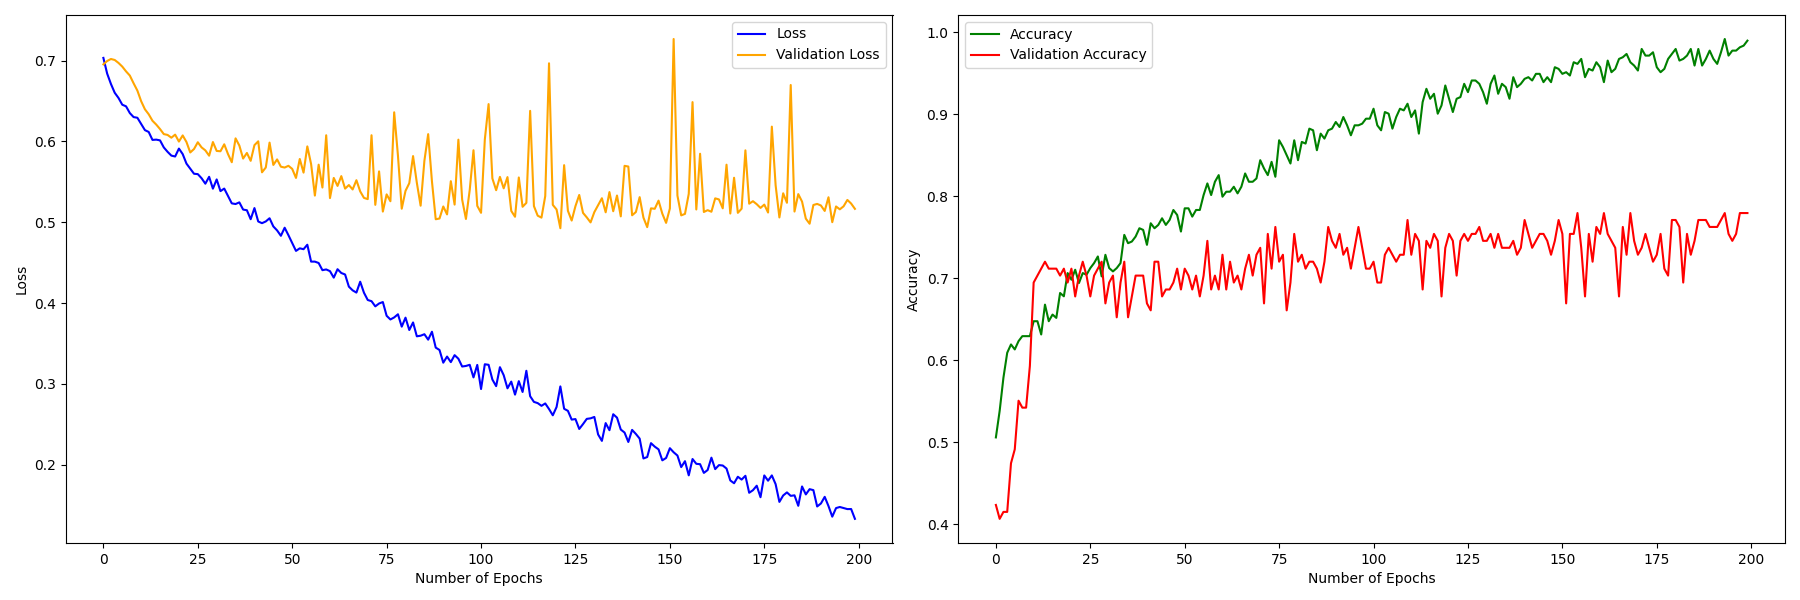 Loss
Validation Loss
0.7
0.6
0.5
0.4
0.3
0.2
Loss
0 25 50 75 100 125 150 175 200
Number of Epochs
Accuracy
Validation Accuracy
1.0
0.9
0.8
0.7
0.6
0.5
0.4
Accuracy
0 25 50 75 100 125 150 175 200
Number of Epochs